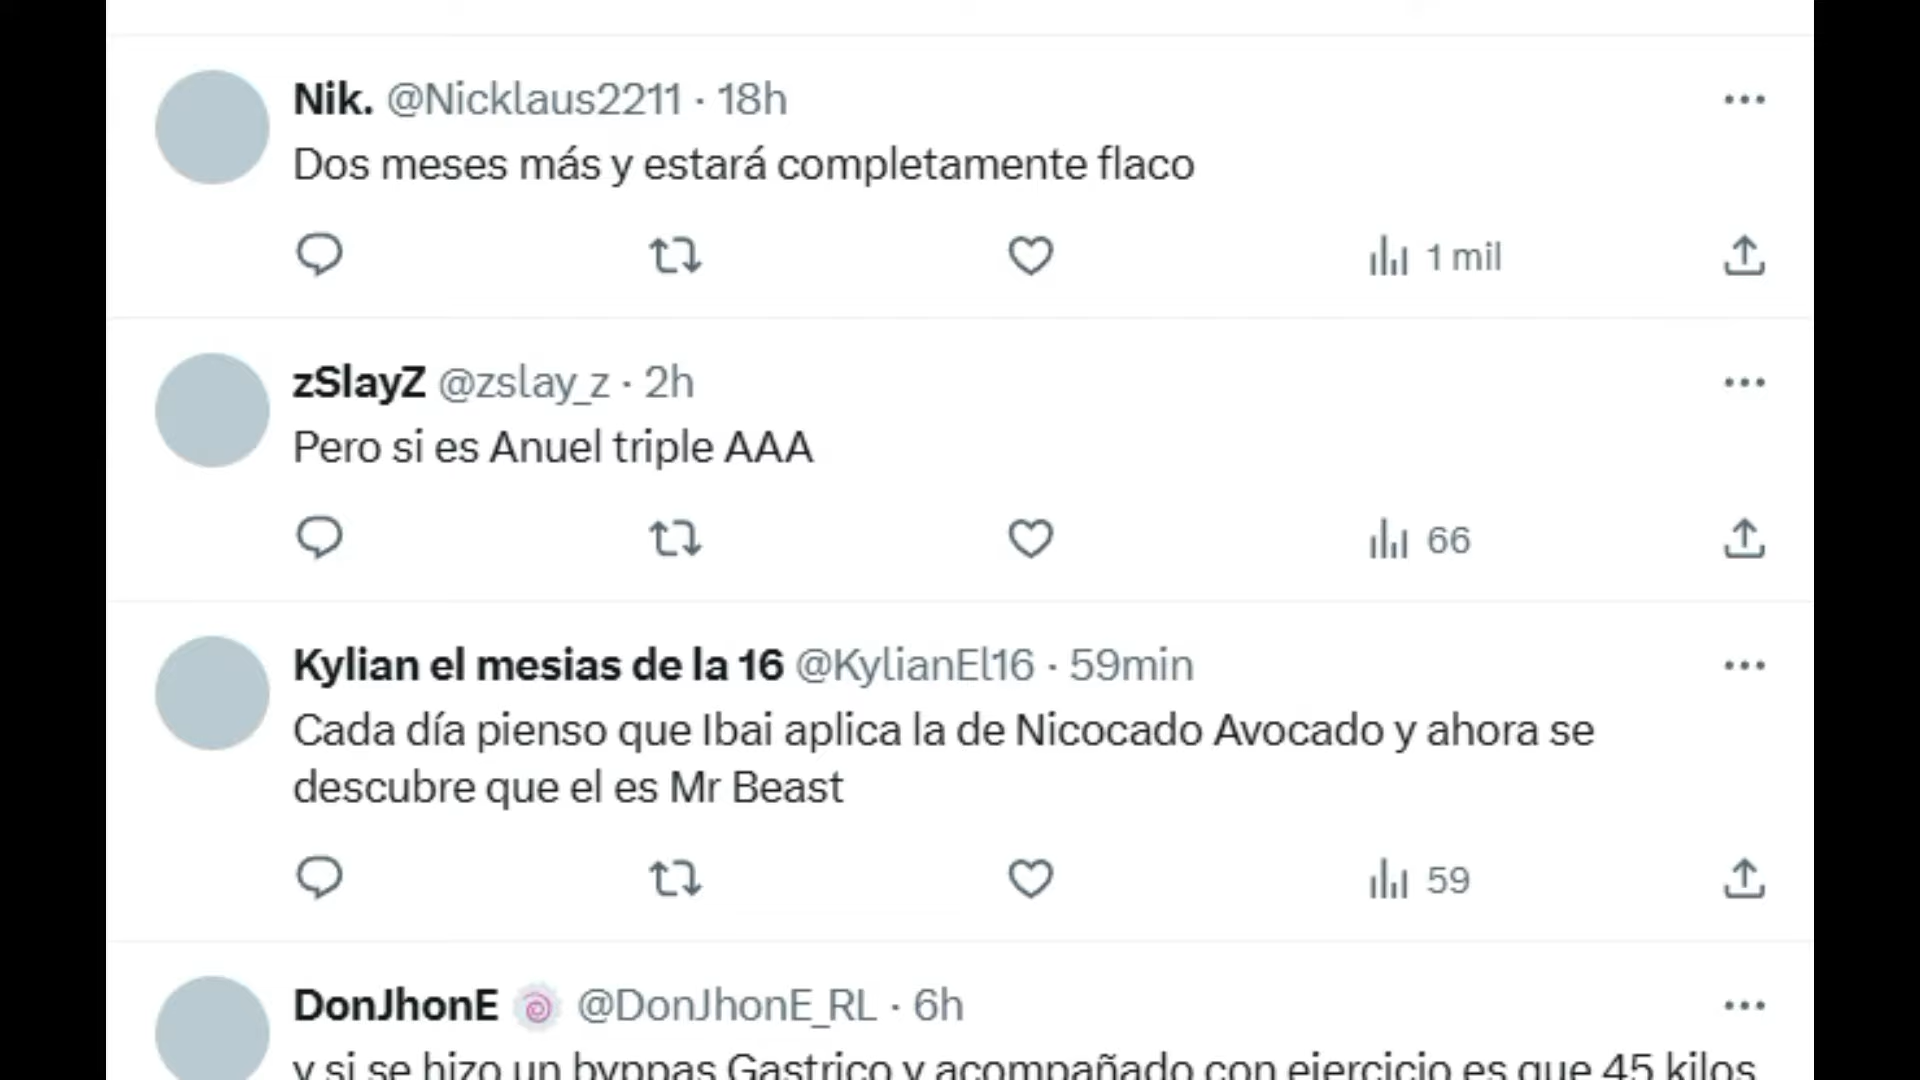 Nik. @Nicklaus2211 · 18h
Dos meses más y estará completamente flaco
1 mil
zSlayZ @zslay_z · 2h
Pero si es Anuel triple AAA
66
Kylian el mesias de la 16 @KylianEl16 · 59min
Cada día pienso que Ibai aplica la de Nicocado Avocado y ahora se
descubre que el es Mr Beast
59
DonJhonE 🍥 @DonJhonE_RL · 6h
y si se hizo un byppas Gastrico y acompañado con ejercicio es que 45 kilos